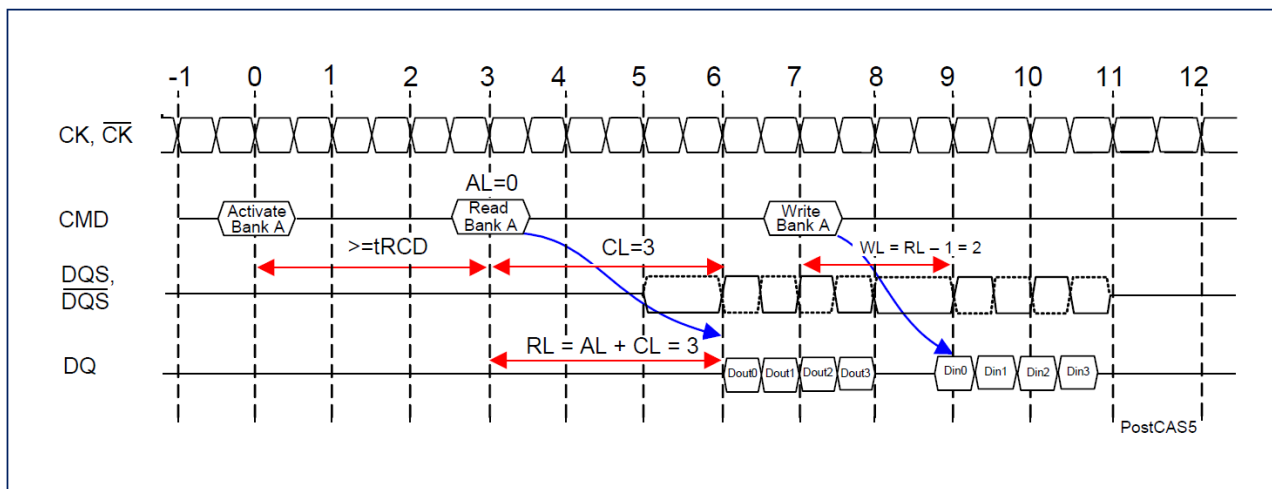 -1 0 1 2 3 4 5 6 7 8 9 10 11 12
CK, CK
AL=0
CMD
Activate
Bank A
Read
Bank A
Write
Bank A
>=tRCD
CL=3
WL = RL – 1 = 2
DQS,
DQS
RL = AL + CL = 3
DQ
Dout0 Dout1 Dout2 Dout3
Din0 Din1 Din2 Din3
PostCAS5